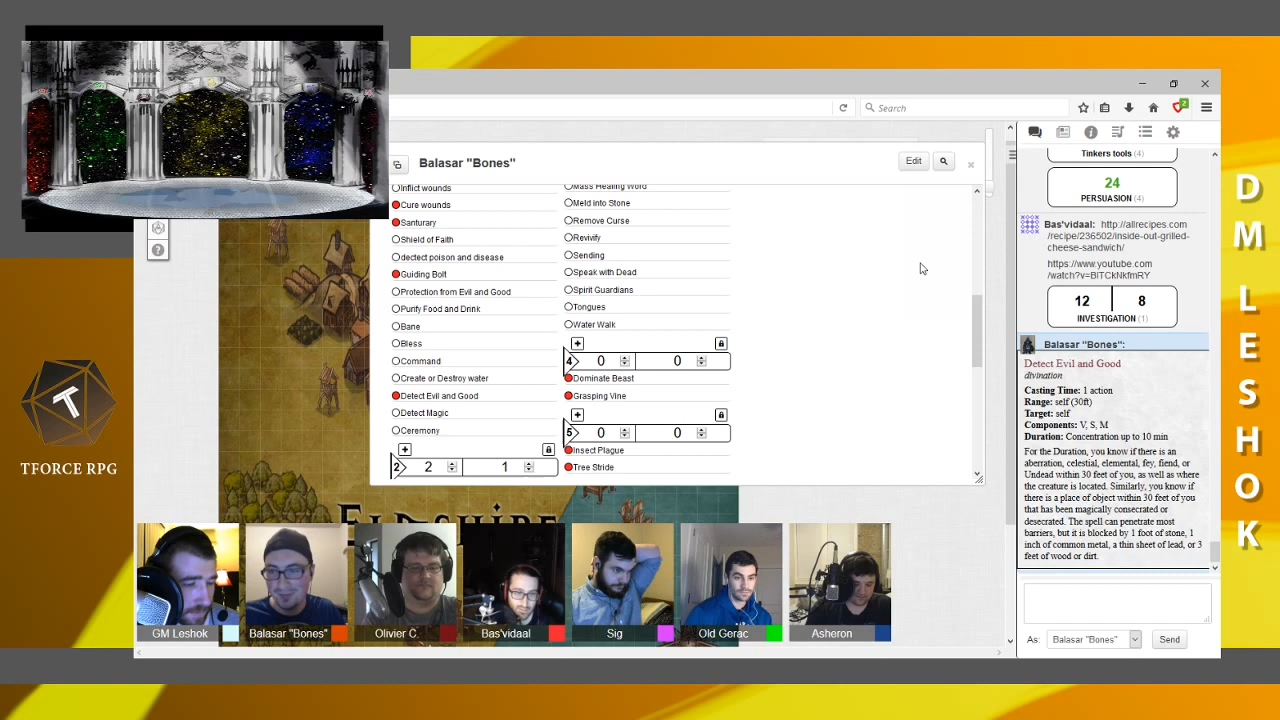 Search
2
Balasar "Bones"
Edit
Inflict wounds
Cure wounds
Santurary
Shield of Faith
dectect poison and disease
Guiding Bolt
Protection from Evil and Good
Purify Food and Drink
Bane
Bless
Command
Create or Destroy water
Detect Evil and Good
Detect Magic
Ceremony
+
2 2 1
Mass Healing Word
Meld into Stone
Remove Curse
Revivify
Sending
Speak with Dead
Spirit Guardians
Tongues
Water Walk
+
4 0 0
Dominate Beast
Grasping Vine
+
5 0 0
Insect Plague
Tree Stride
?
Tinkers tools (4)
24
PERSUASION (4)
Bas'vidaal: http://allrecipes.com
/recipe/236502/inside-out-grilled-
cheese-sandwich/
https://www.youtube.com
/watch?v=BlTCkNkfmRY
12 8
INVESTIGATION (1)
Balasar "Bones":
Detect Evil and Good
divination
Casting Time: 1 action
Range: self (30ft)
Target: self
Components: V, S, M
Duration: Concentration up to 10 min
For the Duration, you know if there is an
aberration, celestial, elemental, fey, fiend, or
Undead within 30 feet of you, as well as where
the creature is located. Similarly, you know if
there is a place of object within 30 feet of you
that has been magically consecrated or
desecrated. The spell can penetrate most
barriers, but it is blocked by 1 foot of stone, 1
inch of common metal, a thin sheet of lead, or 3
feet of wood or dirt.
As: Balasar "Bones" Send
DM LESHOK
T
TFORCE RPG
GM Leshok
Balasar "Bones"
Olivier C.
Bas'vidaal
Sig
Old Gerac
Asheron